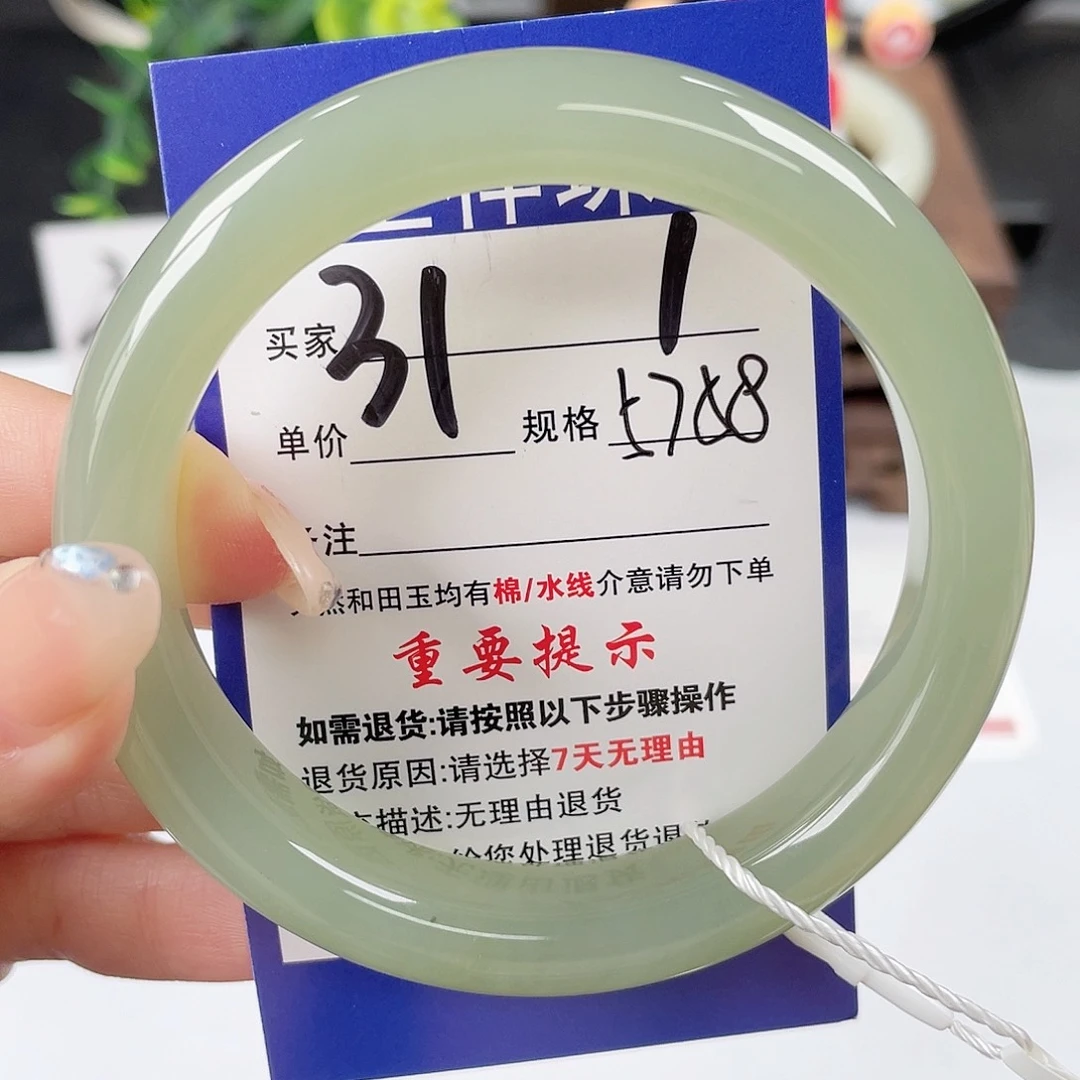 31 1
买家
单价 规格 5788
注
然和田玉均有棉/水线介意请勿下单
重要提示
如需退货:请按照以下步骤操作
退货原因:请选择7天无理由
描述:无理由退货
给您处理退货退